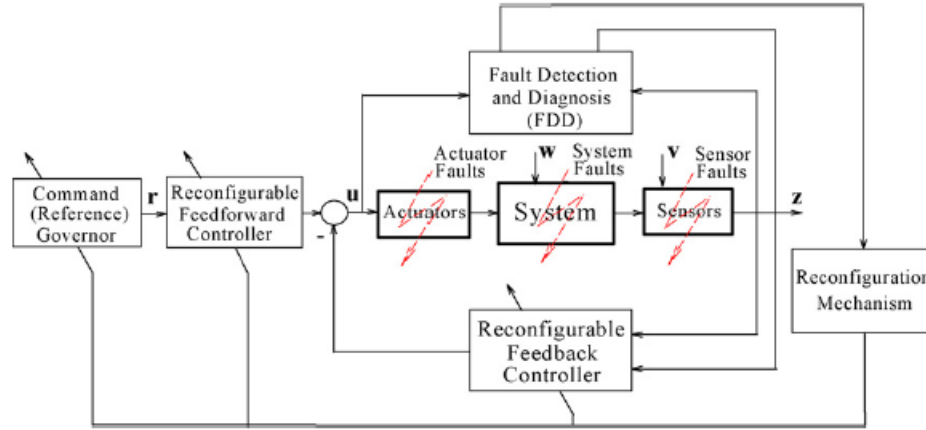 Fault Detection
and Diagnosis
(FDD)
Actuator
Faults
w
System
Faults
v
Sensor
Faults
Command
(Reference)
Governor
r
Reconfigurable
Feedforward
Controller
-
u
Actuators
System
Sensors
z
Reconfiguration
Mechanism
Reconfigurable
Feedback
Controller